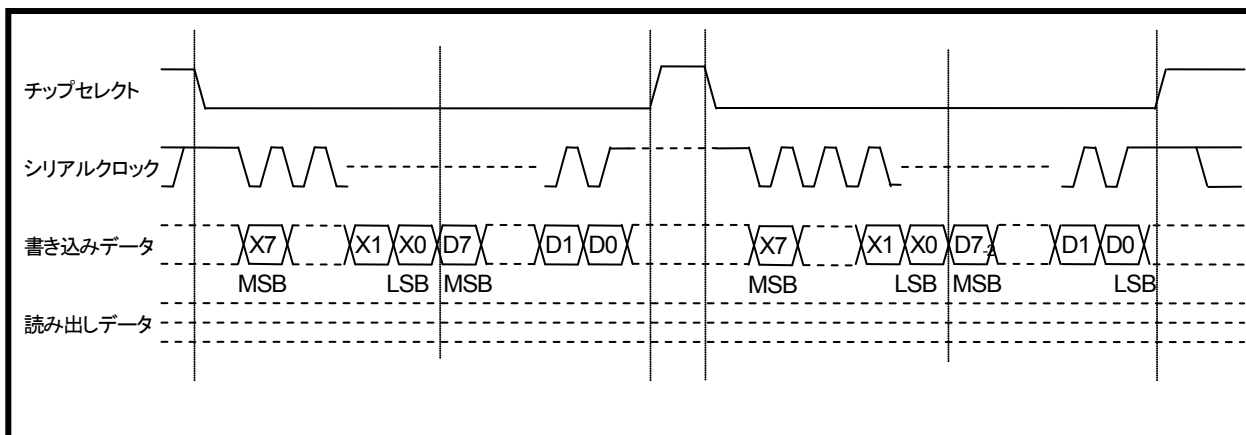 チップセレクト
シリアルクロック
書き込みデータ X7 X1 X0 D7 D1 D0 X7 X1 X0 D7-2 D1 D0
MSB LSB MSB MSB LSB MSB LSB
読み出しデータ